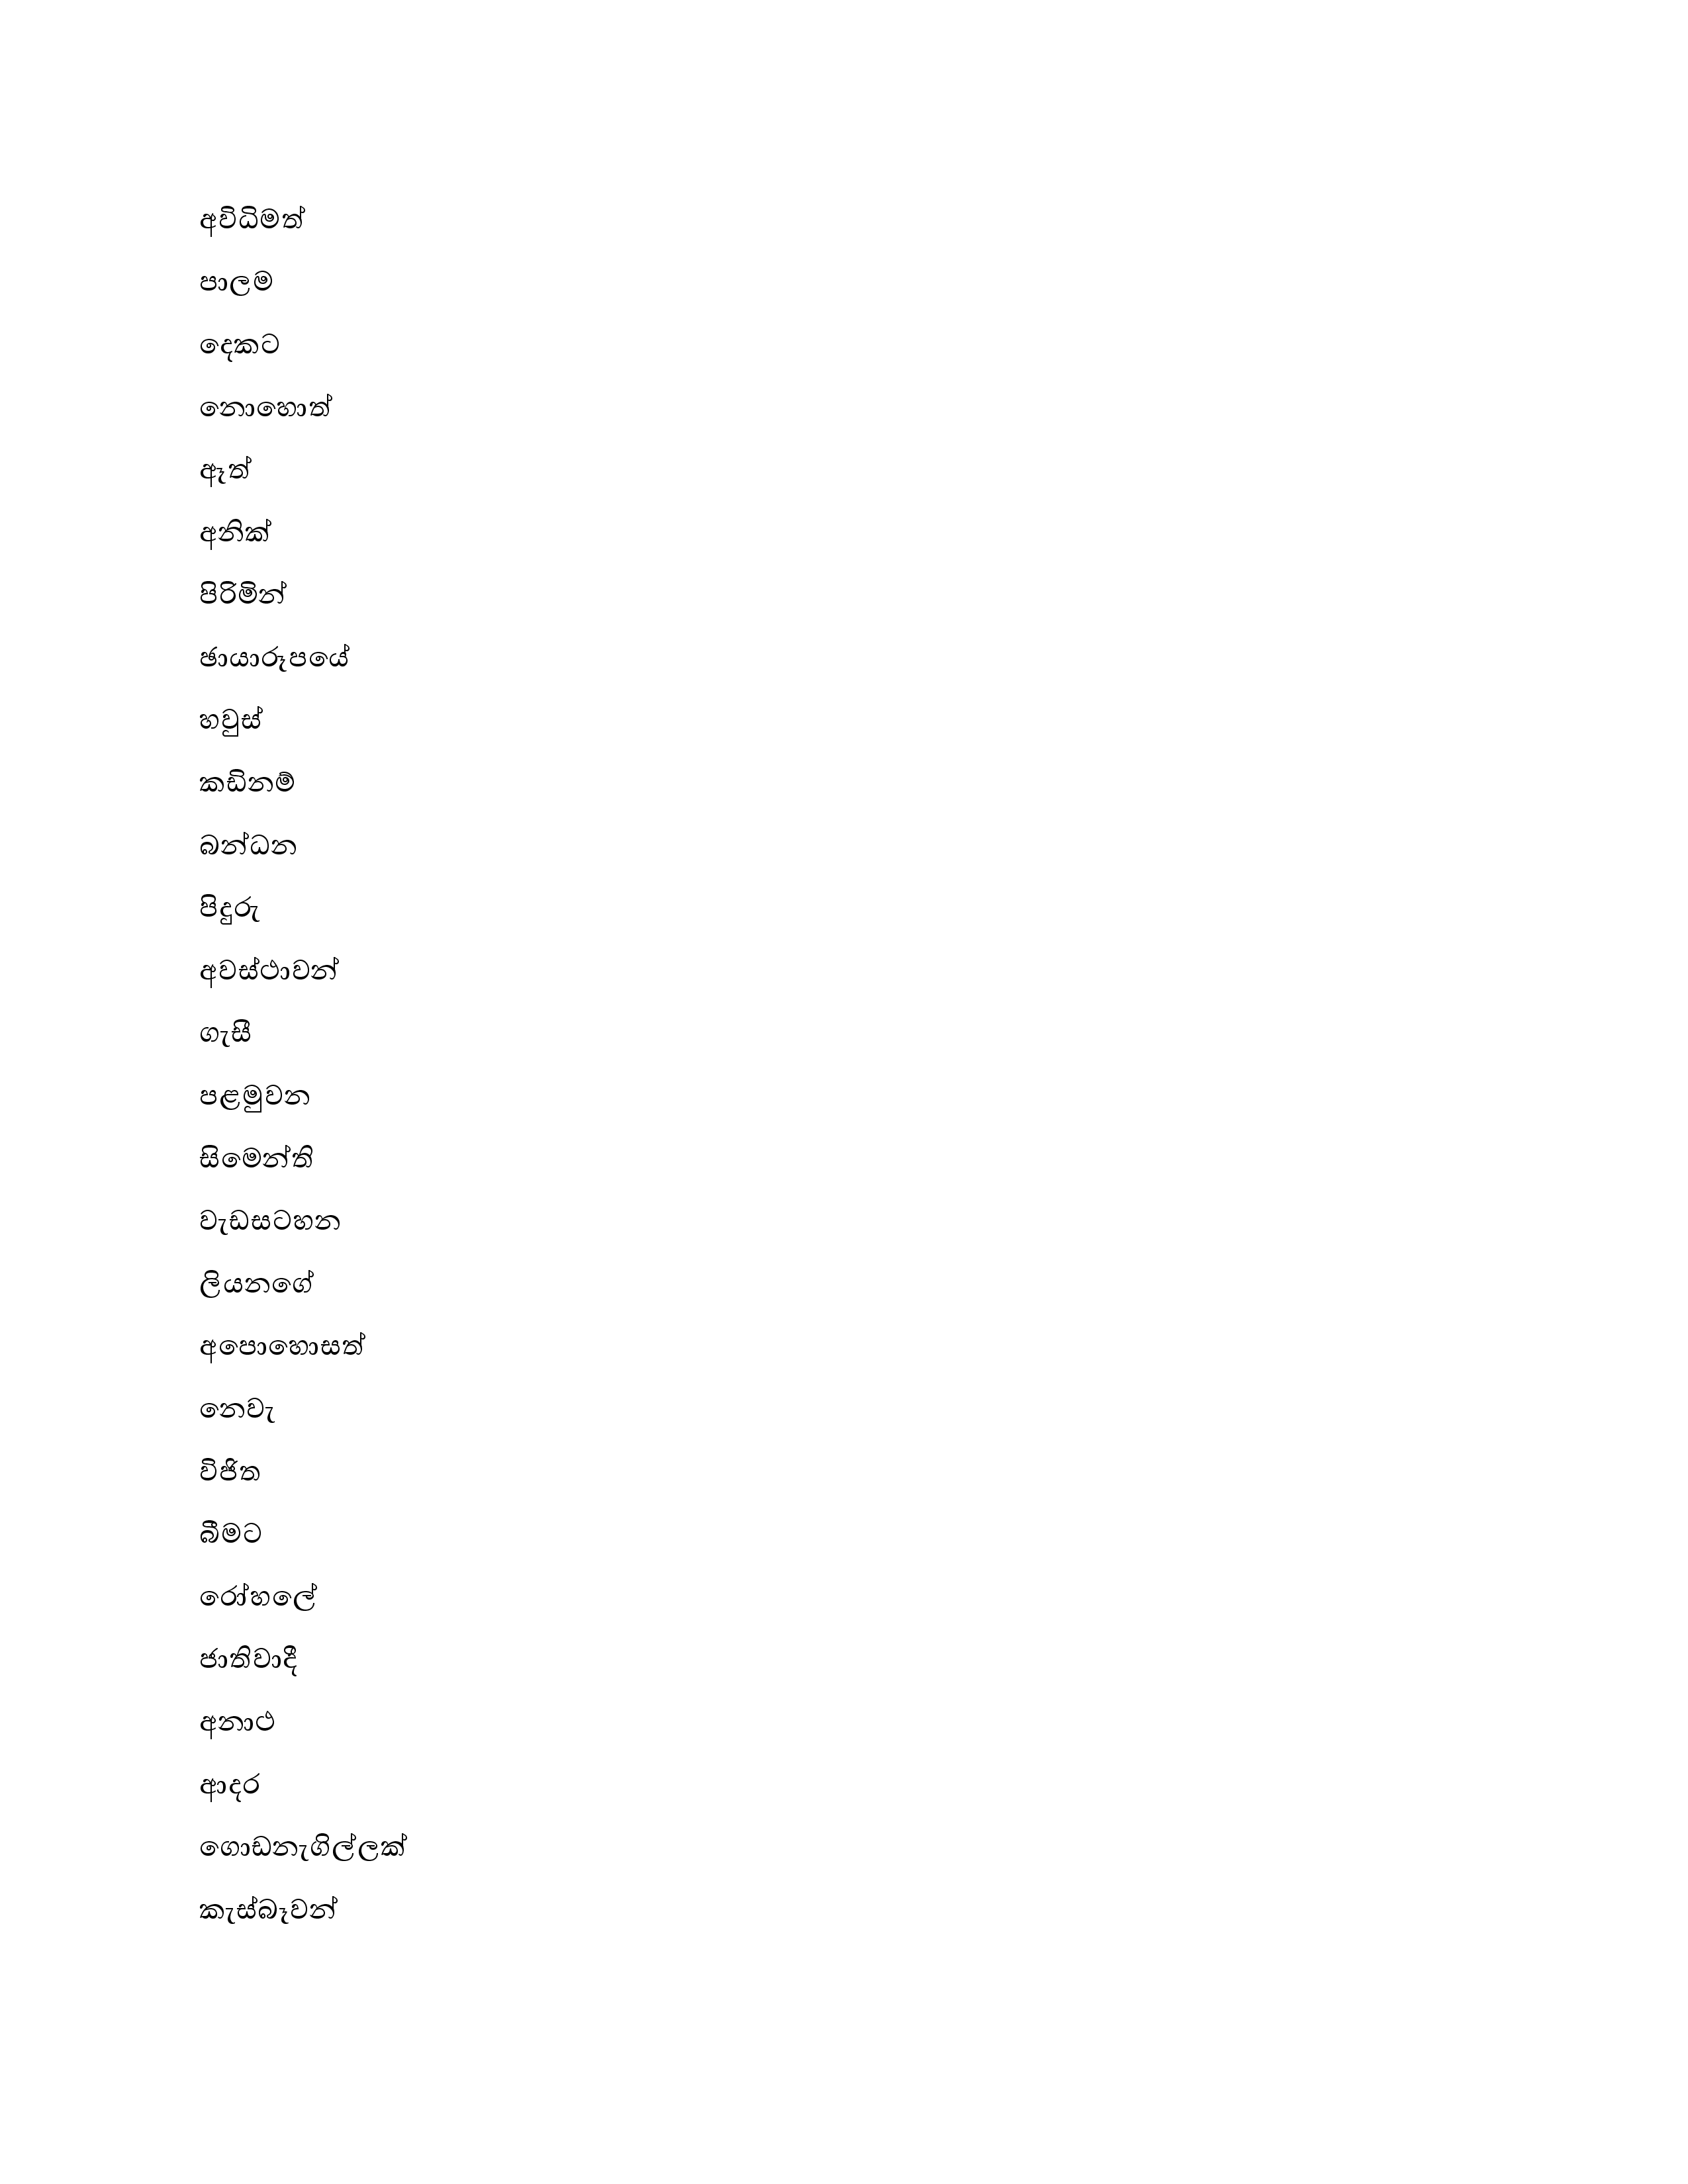 අවිධිමත්
පාලම
දෙකට
නොහොත්
ඈත්
අනික්
පිරිමින්
ඡායාරූපයේ
හවුස්
කඩිනම්
බන්ධන
පිදුරු
අවස්ථාවන්
ගැසී
පළමුවන
සිමෙන්ති
වැඩසටහන
ලියනගේ
අපොහොසත්
නෙවැ
විජිත
බීමට
රෝහලේ
ජාතිවාදී
අනාථ
ආදර
ගොඩනැගිල්ලක්
කැස්බෑවන්